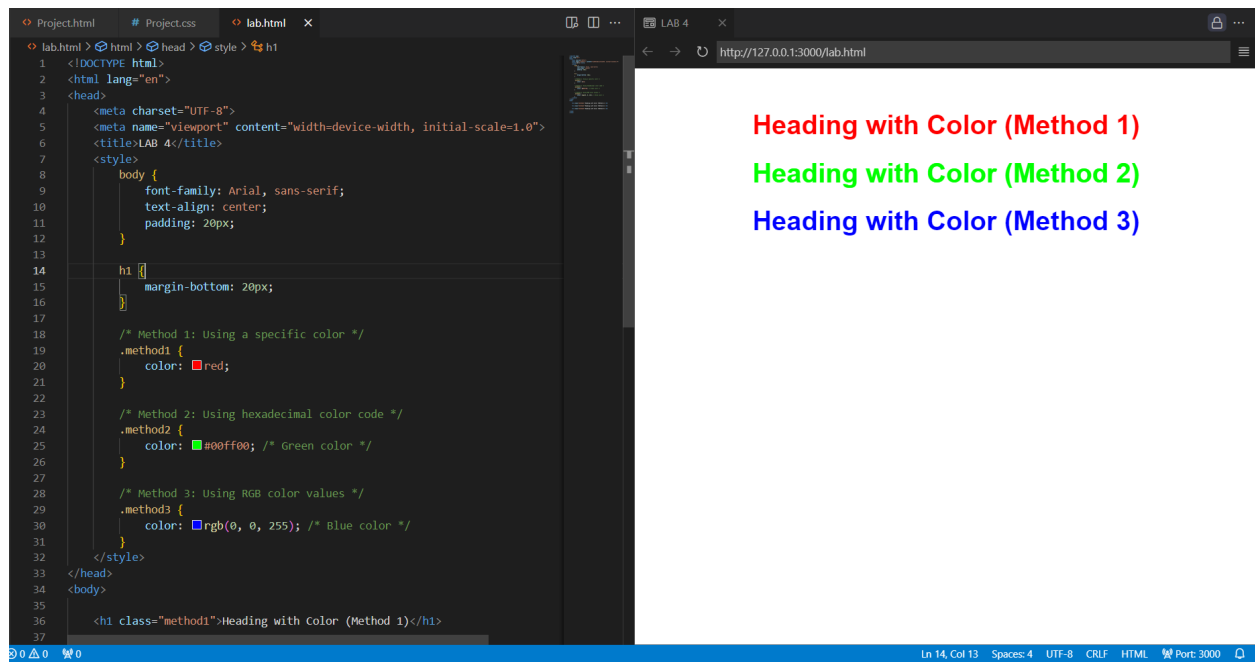 Project.html # Project.css lab.html
lab.html > html > head > style > h1
1 <!DOCTYPE html>
2 <html lang="en">
3 <head>
4 <meta charset="UTF-8">
5 <meta name="viewport" content="width=device-width, initial-scale=1.0">
6 <title>LAB 4</title>
7 <style>
8 body {
9 font-family: Arial, sans-serif;
10 text-align: center;
11 padding: 20px;
12 }
13
14 h1 {
15 margin-bottom: 20px;
16 }
17
18 /* Method 1: Using a specific color */
19 .method1 {
20 color: red;
21 }
22
23 /* Method 2: Using hexadecimal color code */
24 .method2 {
25 color: #00ff00; /* Green color */
26 }
27
28 /* Method 3: Using RGB color values */
29 .method3 {
30 color: rgb(0, 0, 255); /* Blue color */
31 }
32 </style>
33 </head>
34 <body>
35
36 <h1 class="method1">Heading with Color (Method 1)</h1>
37
LAB 4
http://127.0.0.1:3000/lab.html
Heading with Color (Method 1)
Heading with Color (Method 2)
Heading with Color (Method 3)
0 0 0 Ln 14, Col 13 Spaces: 4 UTF-8 CRLF HTML Port: 3000